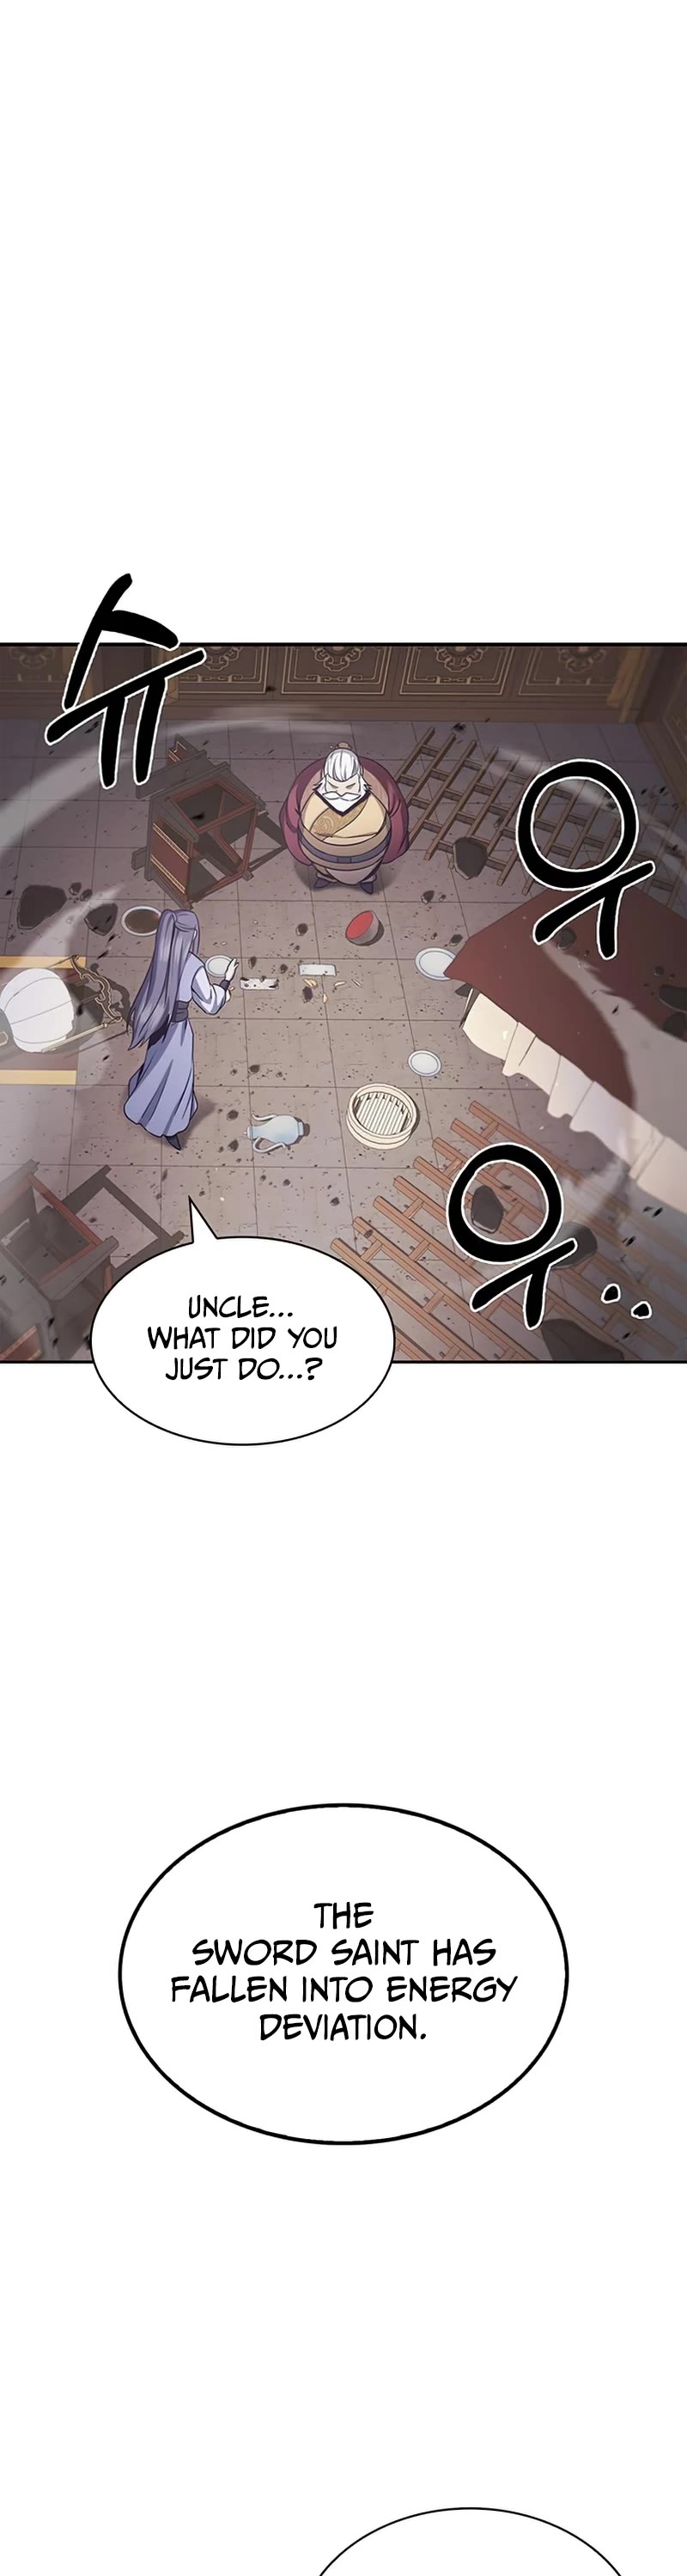 슈
우
우..
UNCLE...
WHAT DID YOU
JUST DO...?
THE
SWORD SAINT HAS
FALLEN INTO ENERGY
DEVIATION.